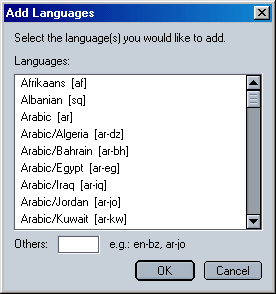 Add Languages
Select the language(s) you would like to add.
Languages:
Afrikaans [af]
Albanian [sq]
Arabic [ar]
Arabic/Algeria [ar-dz]
Arabic/Bahrain [ar-bh]
Arabic/Egypt [ar-eg]
Arabic/Iraq [ar-iq]
Arabic/Jordan [ar-jo]
Arabic/Kuwait [ar-kw]
Others: e.g.: en-bz, ar-jo
OK Cancel